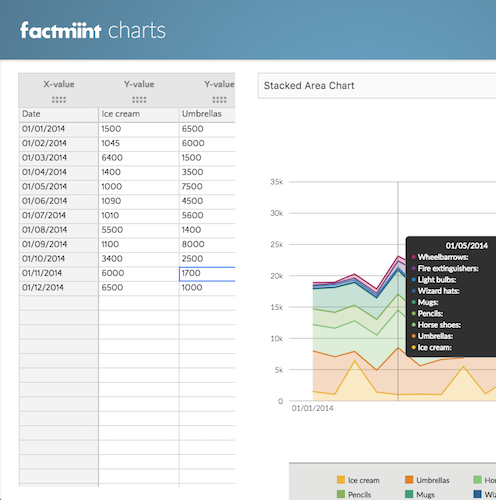 factmiint charts
X-value Y-value Y-value
Date Ice cream Umbrellas
01/01/2014 1500 6500
01/02/2014 1045 6000
01/03/2014 6400 1500
01/04/2014 1400 3500
01/05/2014 1000 7500
01/06/2014 1090 4500
01/07/2014 1010 5600
01/08/2014 5500 1400
01/09/2014 1100 8000
01/10/2014 3400 2500
01/11/2014 6000 1700
01/12/2014 6500 1000
Stacked Area Chart
35k
30k
25k
20k
15k
10k
5k
0
01/01/2014
01/05/2014
Wheelbarrows:
Fire extinguishers:
Light bulbs:
Wizard hats:
Mugs:
Pencils:
Horse shoes:
Umbrellas:
Ice cream:
Ice cream Umbrellas Ho
Pencils Mugs Wiz